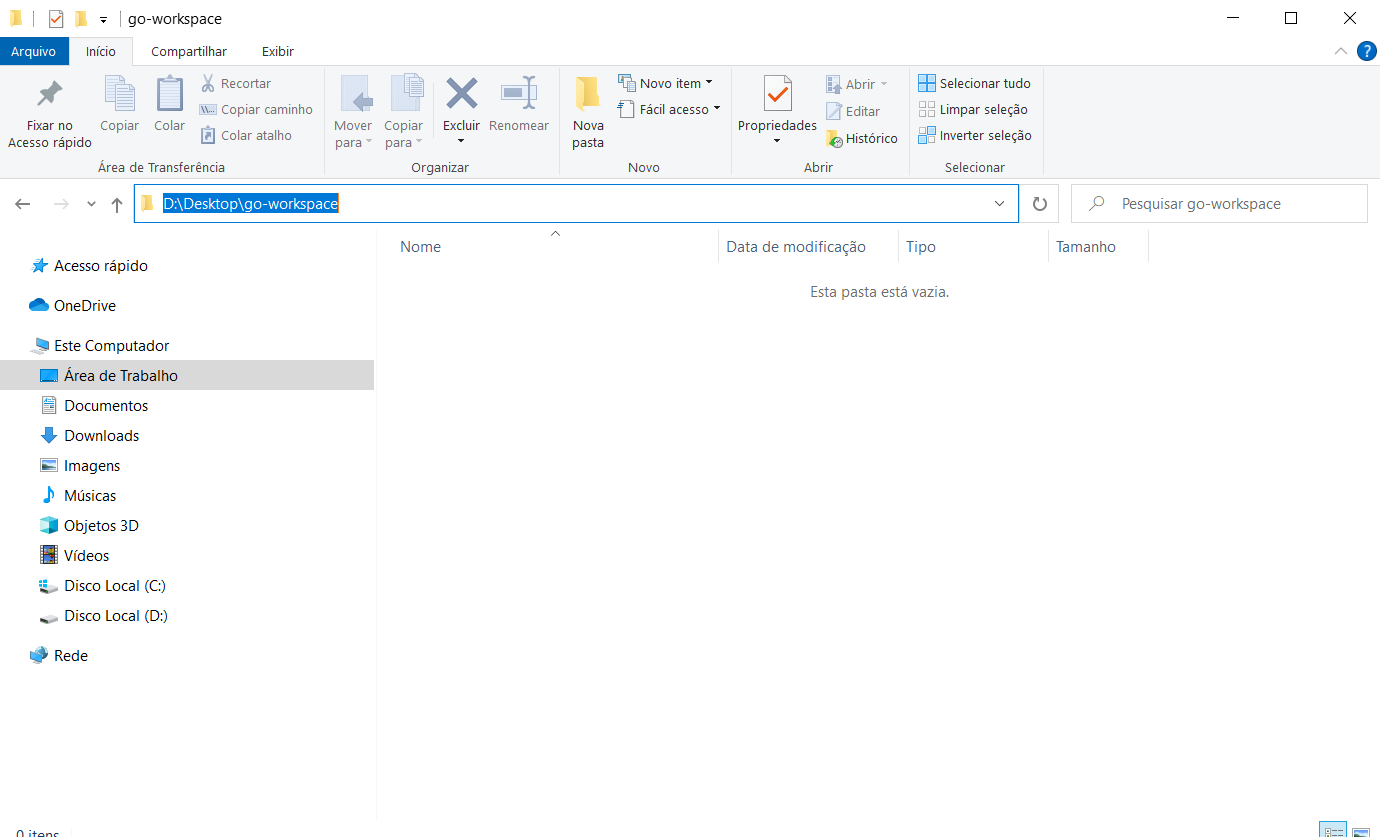 go-workspace
Arquivo Início Compartilhar Exibir
Fixar no
Acesso rápido
Copiar
Colar
Recortar
Copiar caminho
Colar atalho
Área de Transferência
Mover
para
Copiar
para
Excluir
Renomear
Organizar
Nova
pasta
Novo item
Fácil acesso
Novo
Propriedades
Abrir
Editar
Histórico
Abrir
Selecionar tudo
Limpar seleção
Inverter seleção
Selecionar
D:\Desktop\go-workspace
Pesquisar go-workspace
Nome Data de modificação Tipo Tamanho
Esta pasta está vazia.
Acesso rápido
OneDrive
Este Computador
Área de Trabalho
Documentos
Downloads
Imagens
Músicas
Objetos 3D
Vídeos
Disco Local (C:)
Disco Local (D:)
Rede
0 itens